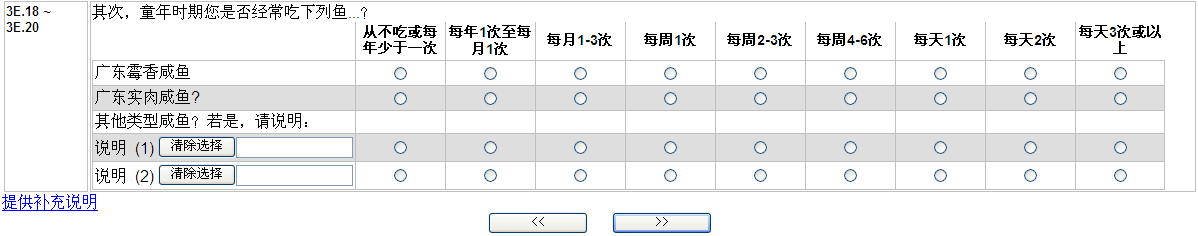 3E.18 ~
3E.20
其次，童年时期您是否经常吃下列鱼...?
从不吃或每年少于一次 每年1次至每月1次 每月1-3次 每周1次 每周2-3次 每周4-6次 每天1次 每天2次 每天3次或以上
广东霉香咸鱼
广东实肉咸鱼?
其他类型咸鱼？若是，请说明：
说明 (1) 清除选择
说明 (2) 清除选择
提供补充说明
<< >>